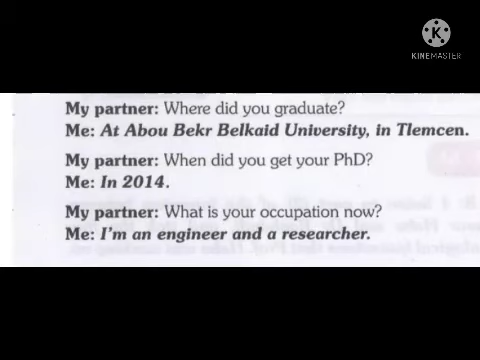 KINEMASTER
My partner: Where did you graduate?
Me: At Abou Bekr Belkaid University, in Tlemcen.
My partner: When did you get your PhD?
Me: In 2014.
My partner: What is your occupation now?
Me: I'm an engineer and a researcher.